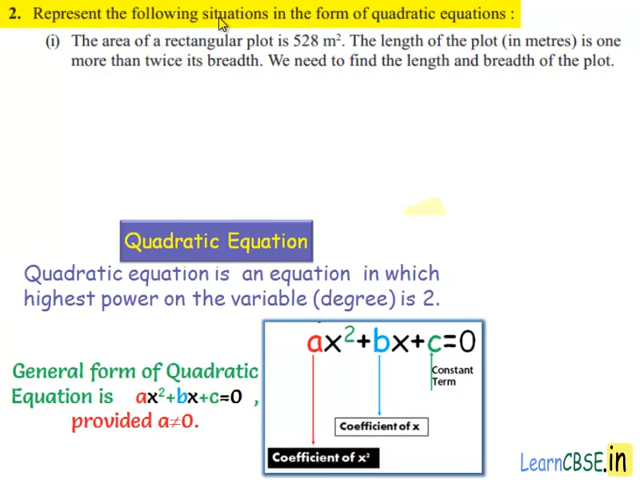 2. Represent the following situations in the form of quadratic equations :
(i) The area of a rectangular plot is 528 m². The length of the plot (in metres) is one
more than twice its breadth. We need to find the length and breadth of the plot.
Quadratic Equation
Quadratic equation is an equation in which
highest power on the variable (degree) is 2.
ax²+bx+c=0
General form of Quadratic
Equation is ax²+bx+c=0 ,
provided a≠0.
Constant
Term
Coefficient of x
Coefficient of x²
LearnCBSE.in